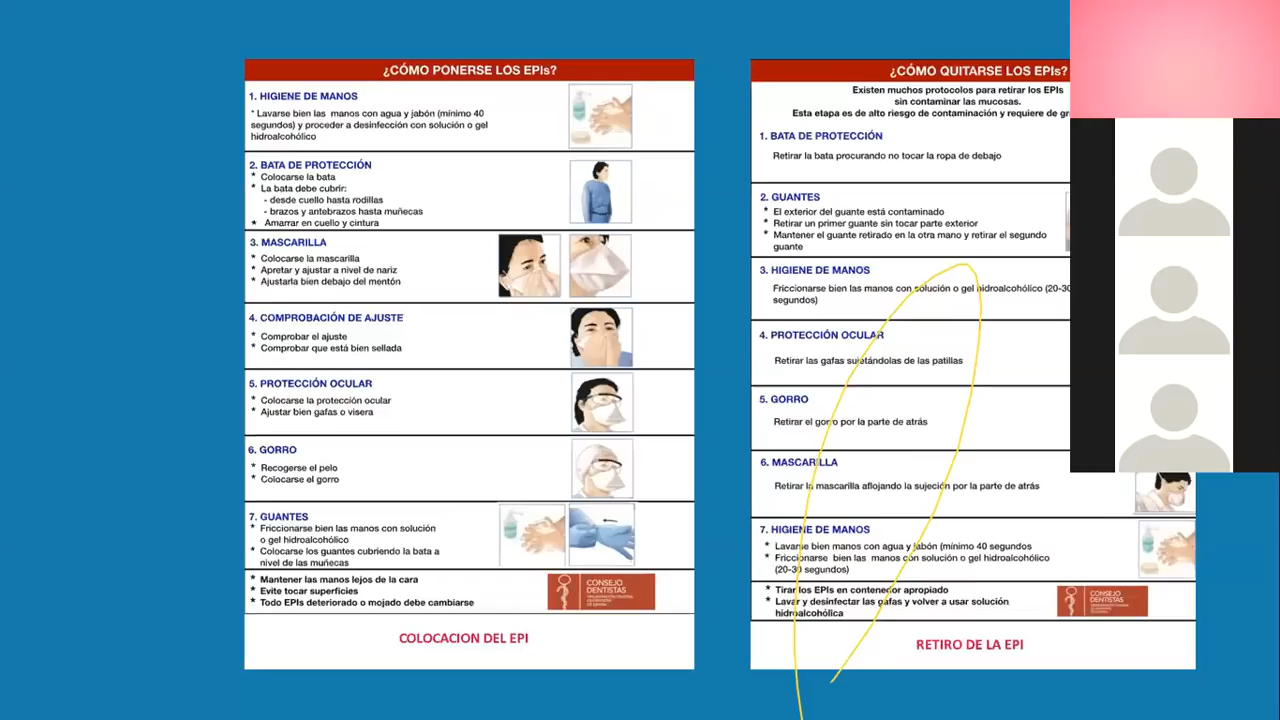 ¿CÓMO PONERSE LOS EPIs?
1. HIGIENE DE MANOS
* Lavarse bien las manos con agua y jabón (mínimo 40
segundos) y proceder a desinfección con solución o gel
hidroalcohólico
2. BATA DE PROTECCIÓN
* Colocarse la bata
* La bata debe cubrir:
- desde cuello hasta rodillas
- brazos y antebrazos hasta muñecas
* Amarrar en cuello y cintura
3. MASCARILLA
* Colocarse la mascarilla
* Apretar y ajustar a nivel de nariz
* Ajustarla bien debajo del mentón
4. COMPROBACIÓN DE AJUSTE
* Comprobar el ajuste
* Comprobar que está bien sellada
5. PROTECCIÓN OCULAR
* Colocarse la protección ocular
* Ajustar bien gafas o visera
6. GORRO
* Recogerse el pelo
* Colocarse el gorro
7. GUANTES
* Friccionarse bien las manos con solución
o gel hidroalcohólico
* Colocarse los guantes cubriendo la bata a
nivel de las muñecas
* Mantener las manos lejos de la cara
* Evite tocar superficies
* Todo EPIs deteriorado o mojado debe cambiarse
CONSEJO
DENTISTAS
COLOCACION DEL EPI
¿CÓMO QUITARSE LOS EPIs?
Existen muchos protocolos para retirar los EPIs
sin contaminar las mucosas.
Esta etapa es de alto riesgo de contaminación y requiere de
1. BATA DE PROTECCIÓN
Retirar la bata procurando no tocar la ropa de debajo
2. GUANTES
* El exterior del guante está contaminado
* Retirar un primer guante sin tocar parte exterior
* Mantener el guante retirado en la otra mano y retirar el segundo
guante
3. HIGIENE DE MANOS
Friccionarse bien las manos con solución o gel hidroalcohólico (20-30
segundos)
4. PROTECCIÓN OCULAR
Retirar las gafas sujetándolas de las patillas
5. GORRO
Retirar el gorro por la parte de atrás
6. MASCARILLA
Retirar la mascarilla aflojando la sujeción por la parte de atrás
7. HIGIENE DE MANOS
* Lavarse bien manos con agua y jabón (mínimo 40 segundos
* Friccionarse bien las manos con solución o gel hidroalcohólico
(20-30 segundos)
* Tirar los EPIs en contenedor apropiado
* Lavar y desinfectar las gafas y volver a usar solución
hidroalcohólica
CONSEJO
DENTISTAS
RETIRO DE LA EPI